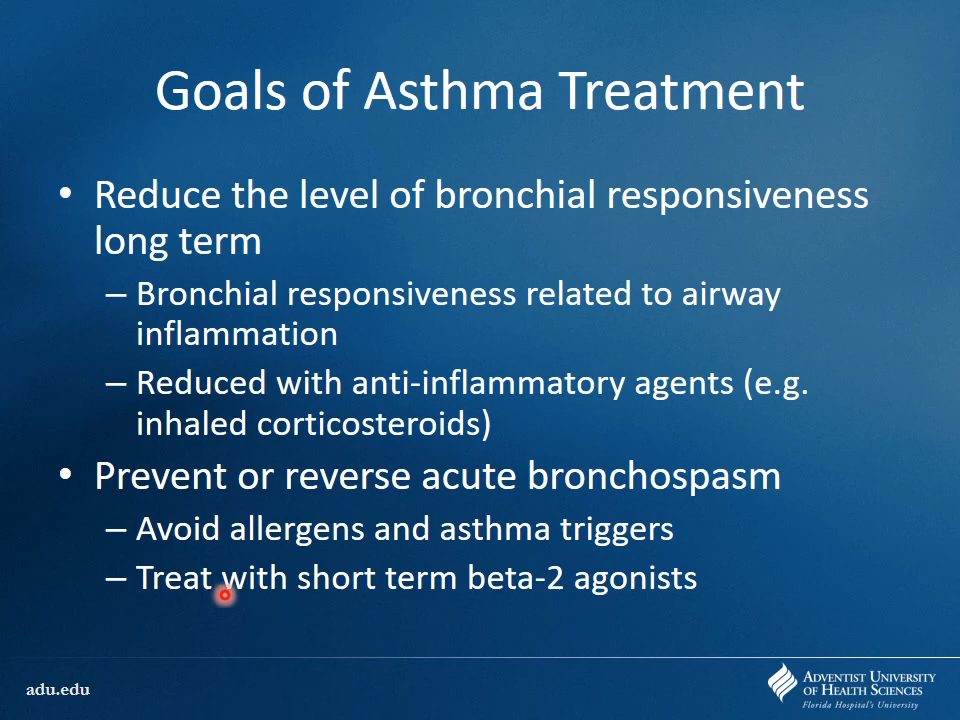 Goals of Asthma Treatment
• Reduce the level of bronchial responsiveness
long term
– Bronchial responsiveness related to airway
inflammation
– Reduced with anti-inflammatory agents (e.g.
inhaled corticosteroids)
• Prevent or reverse acute bronchospasm
– Avoid allergens and asthma triggers
– Treat with short term beta-2 agonists
adu.edu
ADVENTIST UNIVERSITY
OF HEALTH SCIENCES
Florida Hospital's University